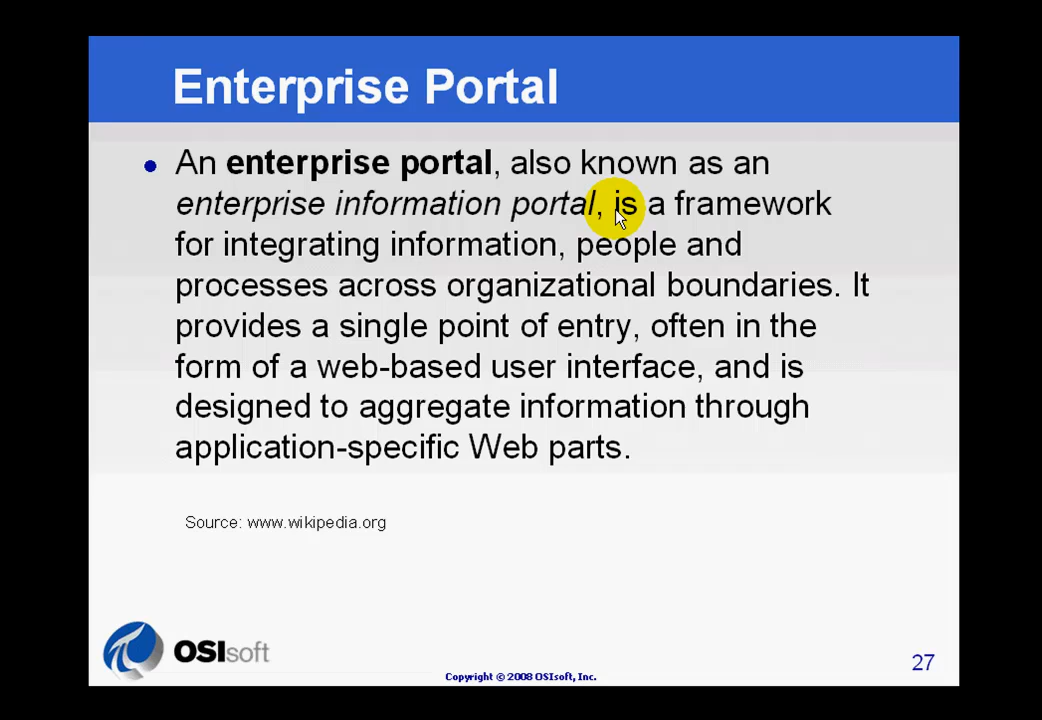 Enterprise Portal
• An enterprise portal, also known as an
enterprise information portal, is a framework
for integrating information, people and
processes across organizational boundaries. It
provides a single point of entry, often in the
form of a web-based user interface, and is
designed to aggregate information through
application-specific Web parts.
Source: www.wikipedia.org
OSIsoft
Copyright © 2008 OSIsoft, Inc.
27